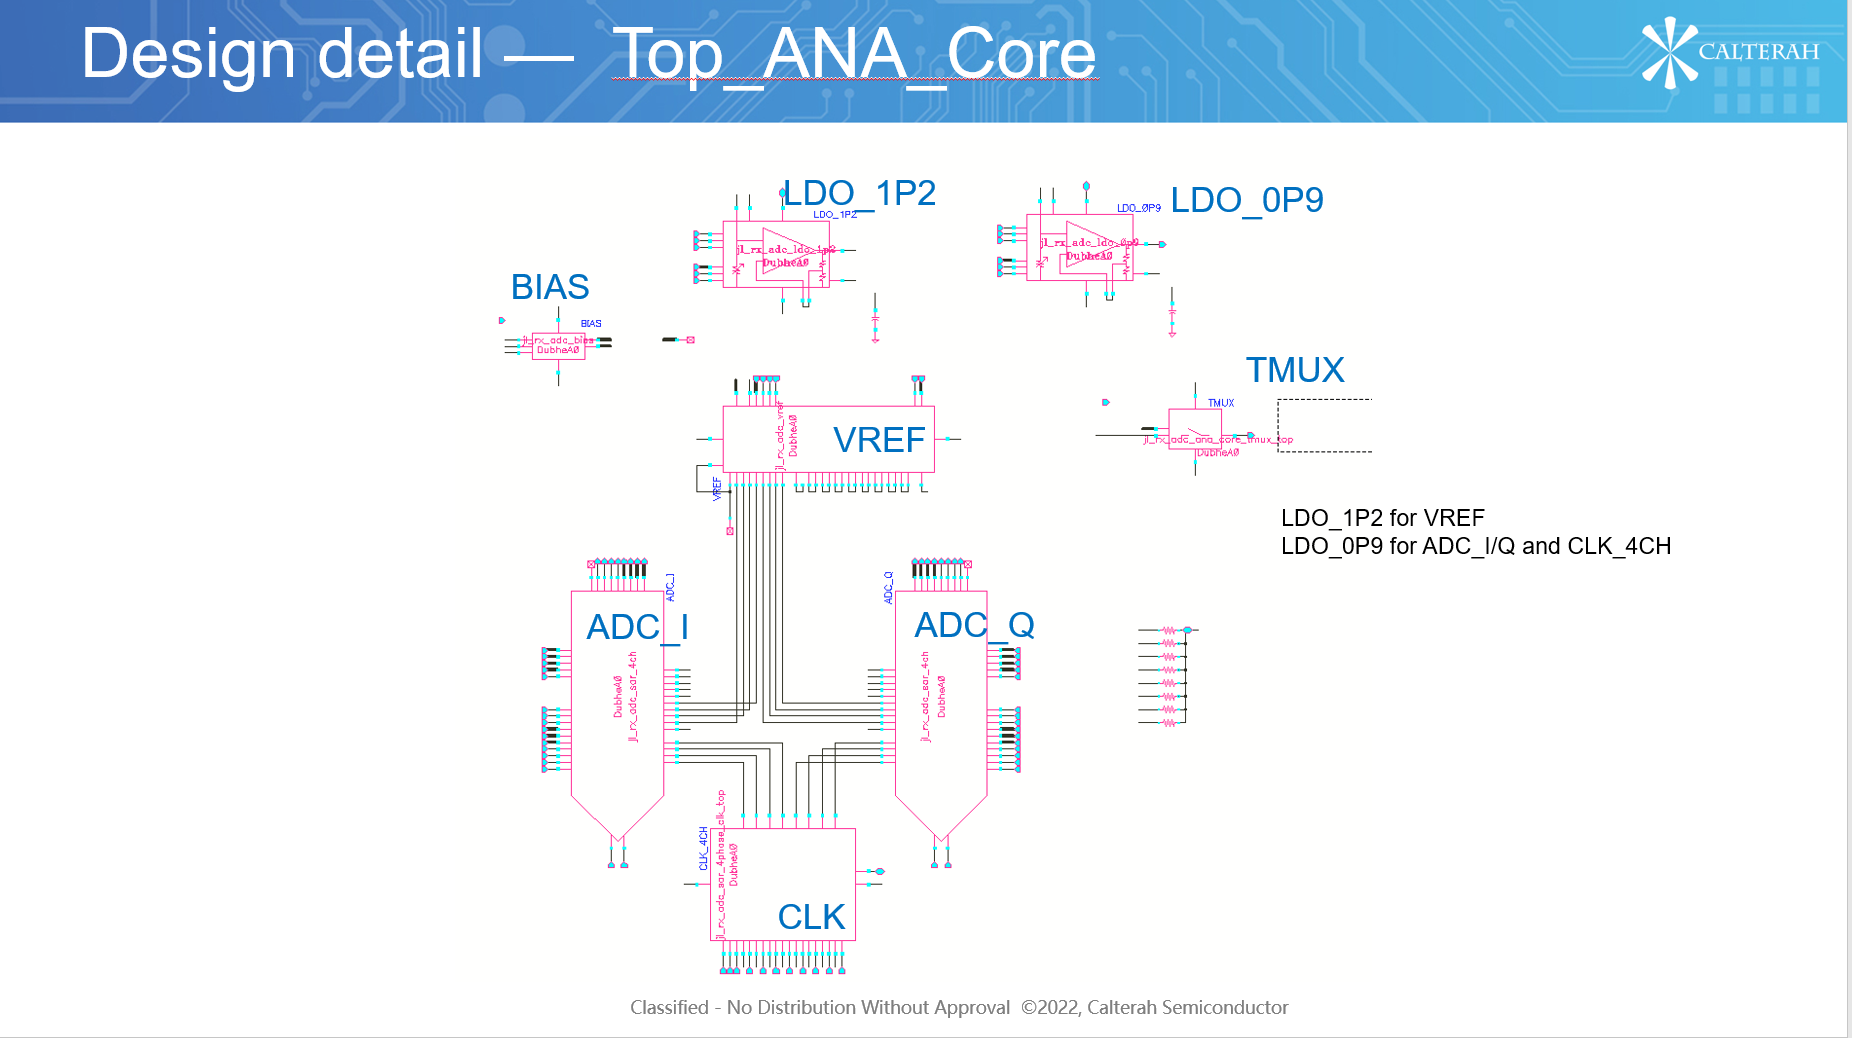 Design detail — Top_ANA_Core
CALTERAH
LDO_1P2
LDO_1P2
jl_rx_adc_ldo_1p2
DubheA0
LDO_0P9
LDO_0P9
jl_rx_adc_ldo_0p9
DubheA0
BIAS
BIAS
jl_rx_adc_bias
DubheA0
TMUX
TMUX
jl_rx_adc_ana_core_tmux_top
DubheA0
VREF
jl_rx_adc_vref
DubheA0
VREF
LDO_1P2 for VREF
LDO_0P9 for ADC_I/Q and CLK_4CH
ADC_I
ADC_I
DubheA0
jl_rx_adc_sar_4ch
ADC_Q
ADC_Q
jl_rx_adc_sar_4ch
DubheA0
CLK_4CH
jl_rx_adc_sar_4phase_clk_top
DubheA0
CLK
Classified - No Distribution Without Approval ©2022, Calterah Semiconductor